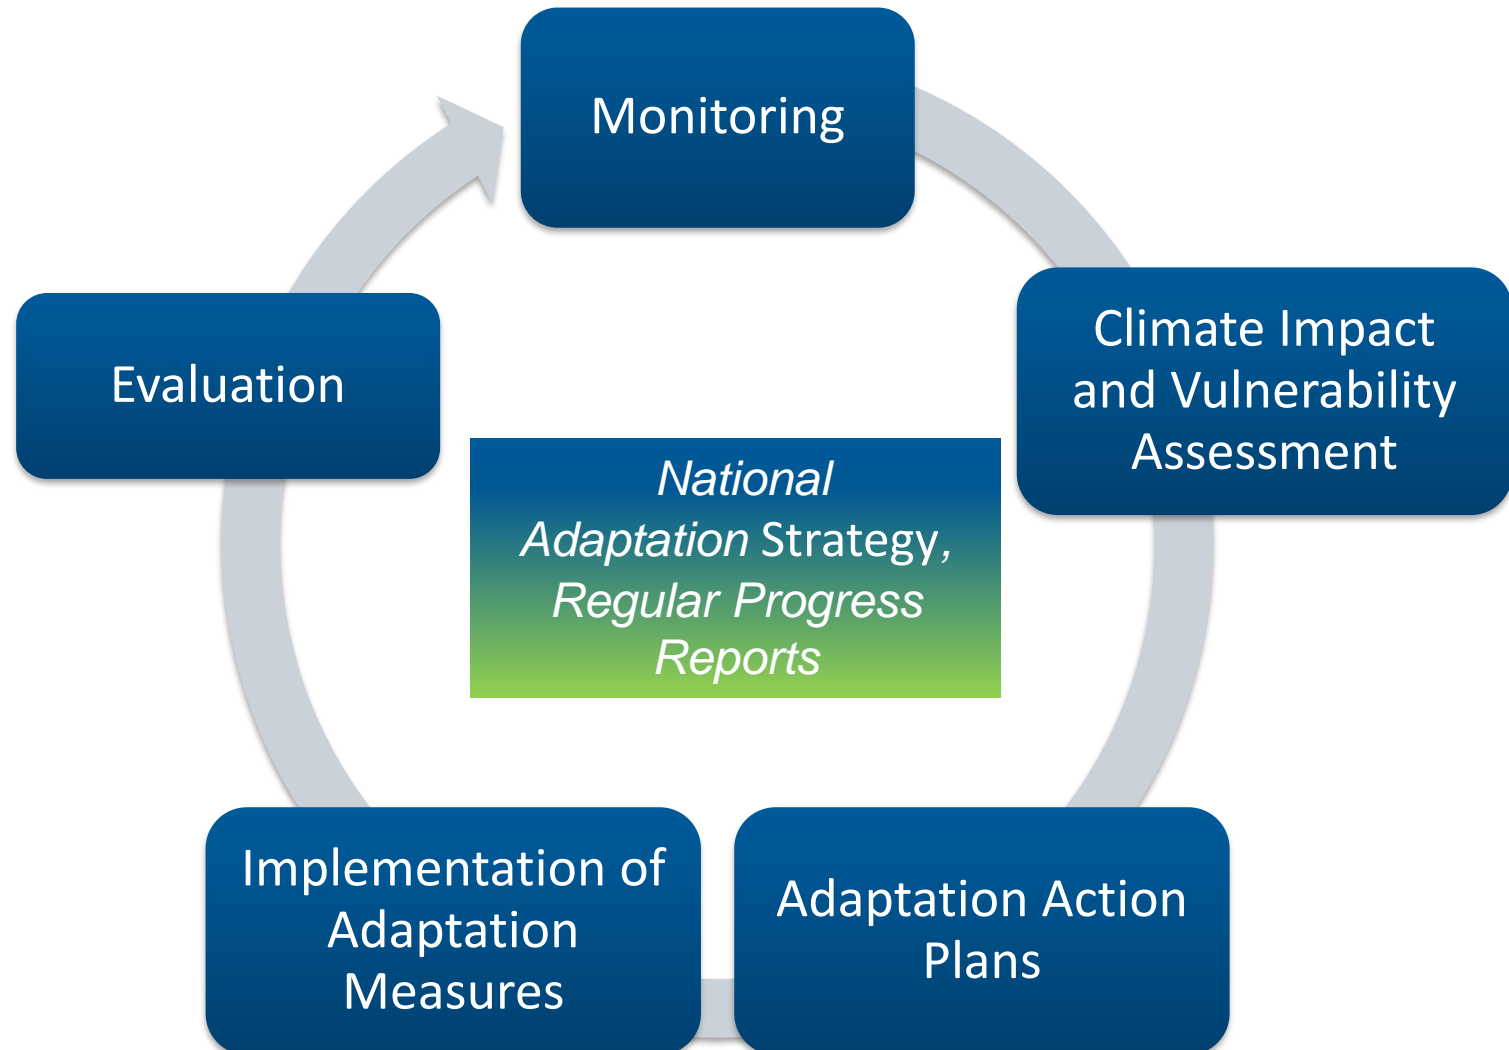 Monitoring
Climate Impact
and Vulnerability
Assessment
Evaluation
National
Adaptation Strategy,
Regular Progress
Reports
Implementation of
Adaptation
Measures
Adaptation Action
Plans